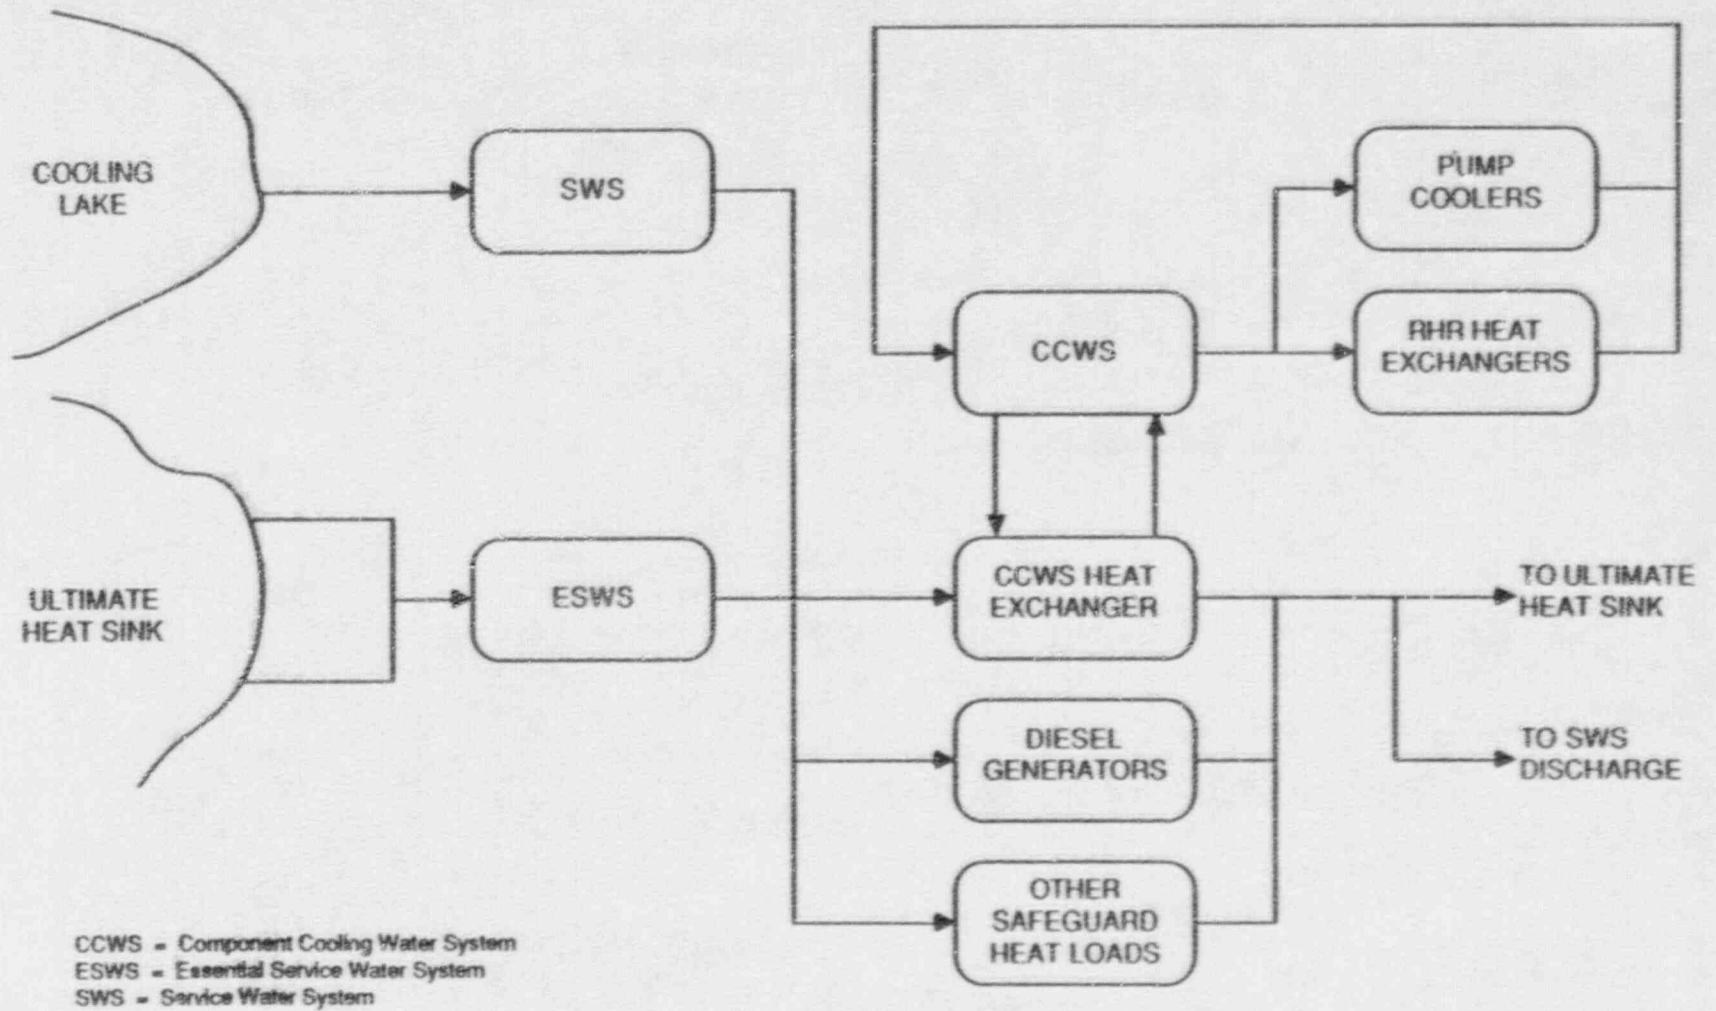 COOLING
LAKE
SWS
PUMP
COOLERS
CCWS
RHR HEAT
EXCHANGERS
ULTIMATE
HEAT SINK
ESWS
CCWS HEAT
EXCHANGER
TO ULTIMATE
HEAT SINK
DIESEL
GENERATORS
TO SWS
DISCHARGE
OTHER
SAFEGUARD
HEAT LOADS
CCWS = Component Cooling Water System
ESWS = Essential Service Water System
SWS = Service Water System